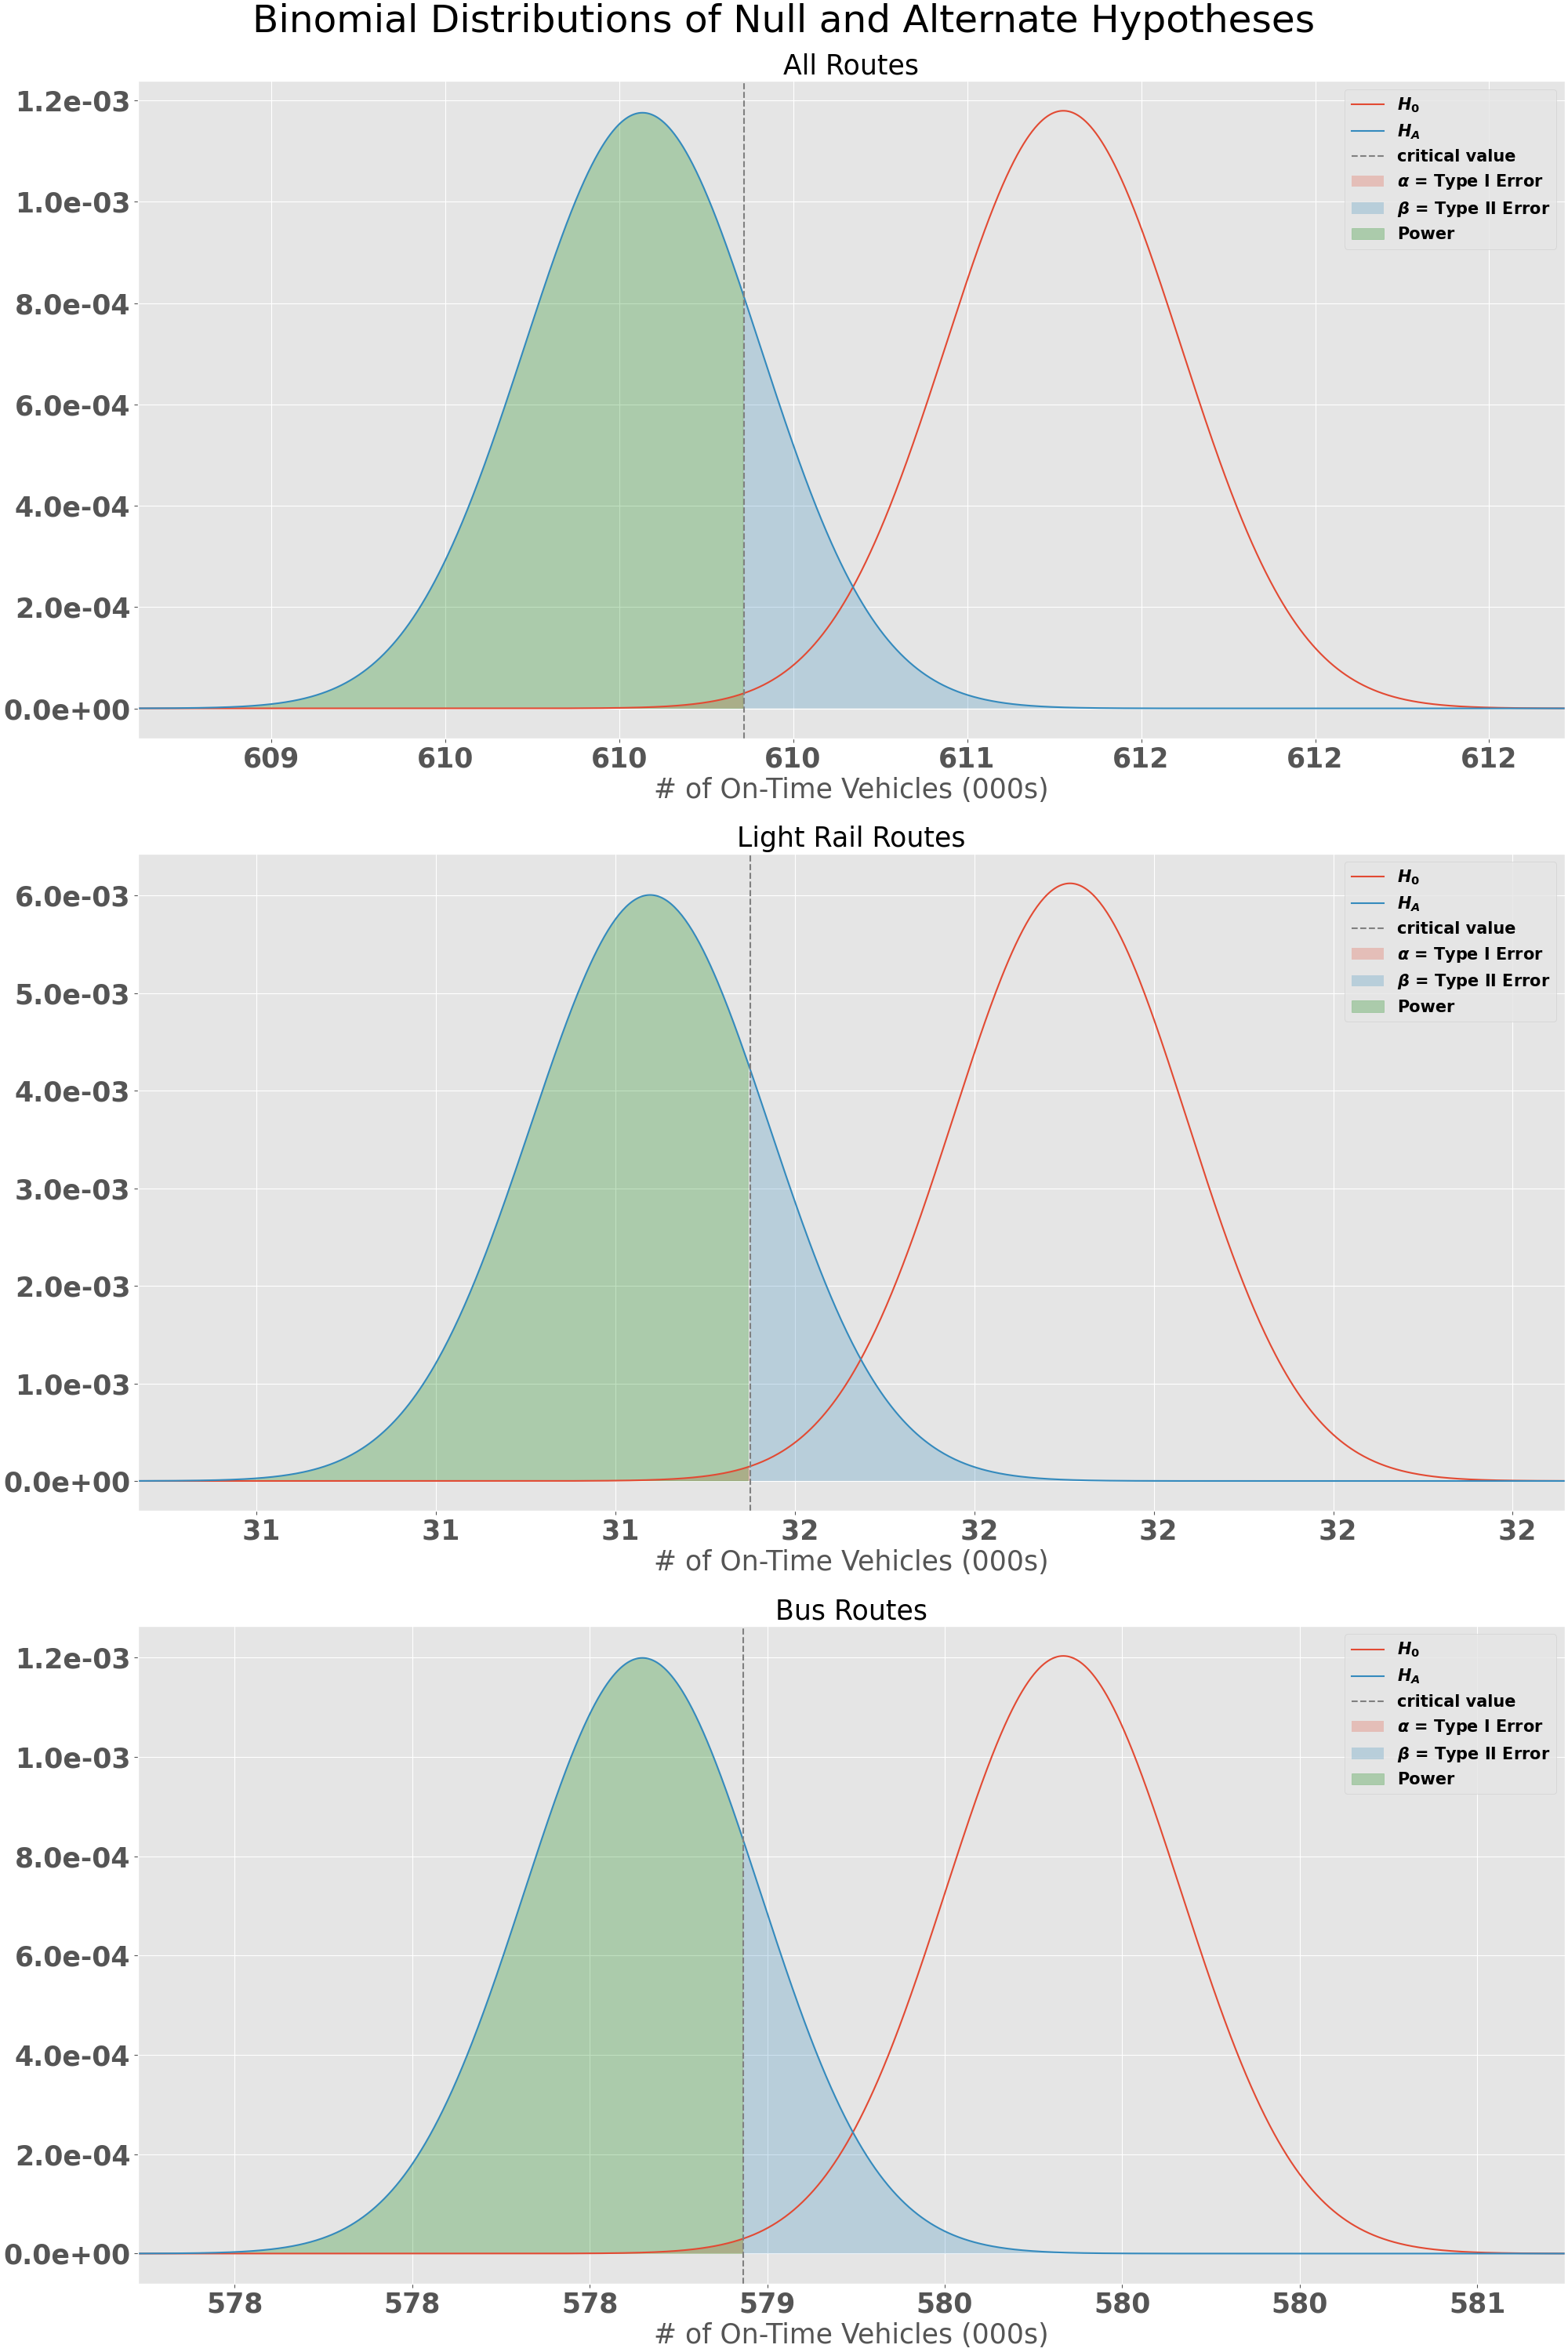 Binomial Distributions of Null and Alternate Hypotheses
All Routes
1.2e-03
1.0e-03
8.0e-04
6.0e-04
4.0e-04
2.0e-04
0.0e+00
H0
HA
critical value
α = Type I Error
β = Type II Error
Power
609 610 610 610 611 612 612 612
# of On-Time Vehicles (000s)
Light Rail Routes
6.0e-03
5.0e-03
4.0e-03
3.0e-03
2.0e-03
1.0e-03
0.0e+00
H0
HA
critical value
α = Type I Error
β = Type II Error
Power
31 31 31 32 32 32 32 32
# of On-Time Vehicles (000s)
Bus Routes
1.2e-03
1.0e-03
8.0e-04
6.0e-04
4.0e-04
2.0e-04
0.0e+00
H0
HA
critical value
α = Type I Error
β = Type II Error
Power
578 578 578 579 580 580 580 581
# of On-Time Vehicles (000s)